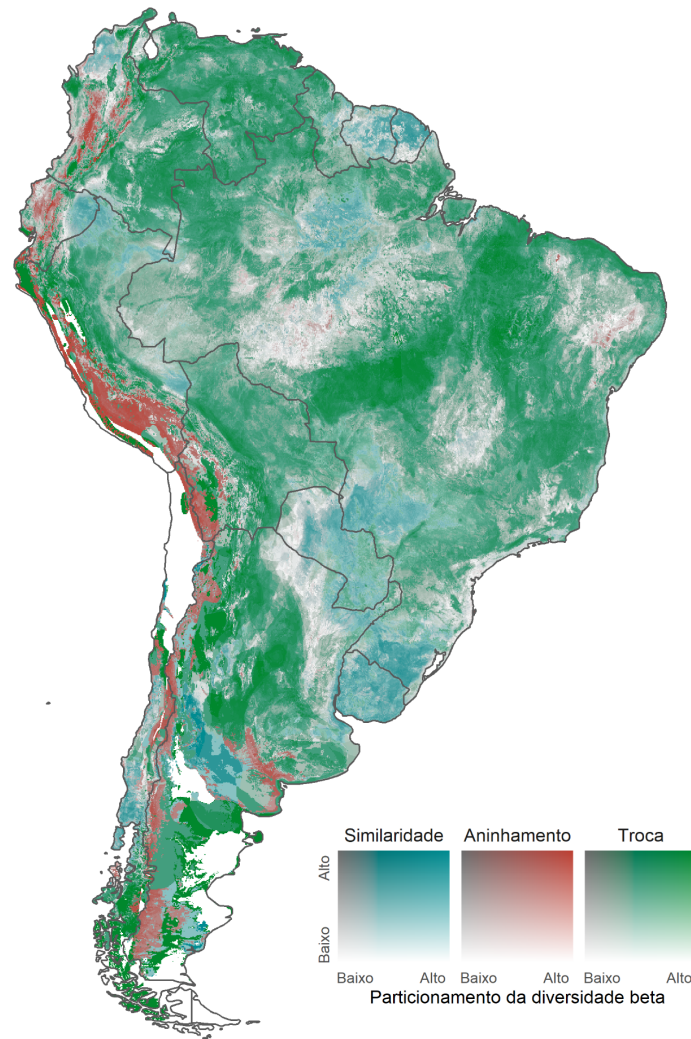 Similaridade Aninhamento Troca
Alto
Baixo
Baixo Alto Baixo Alto Baixo Alto
Particionamento da diversidade beta